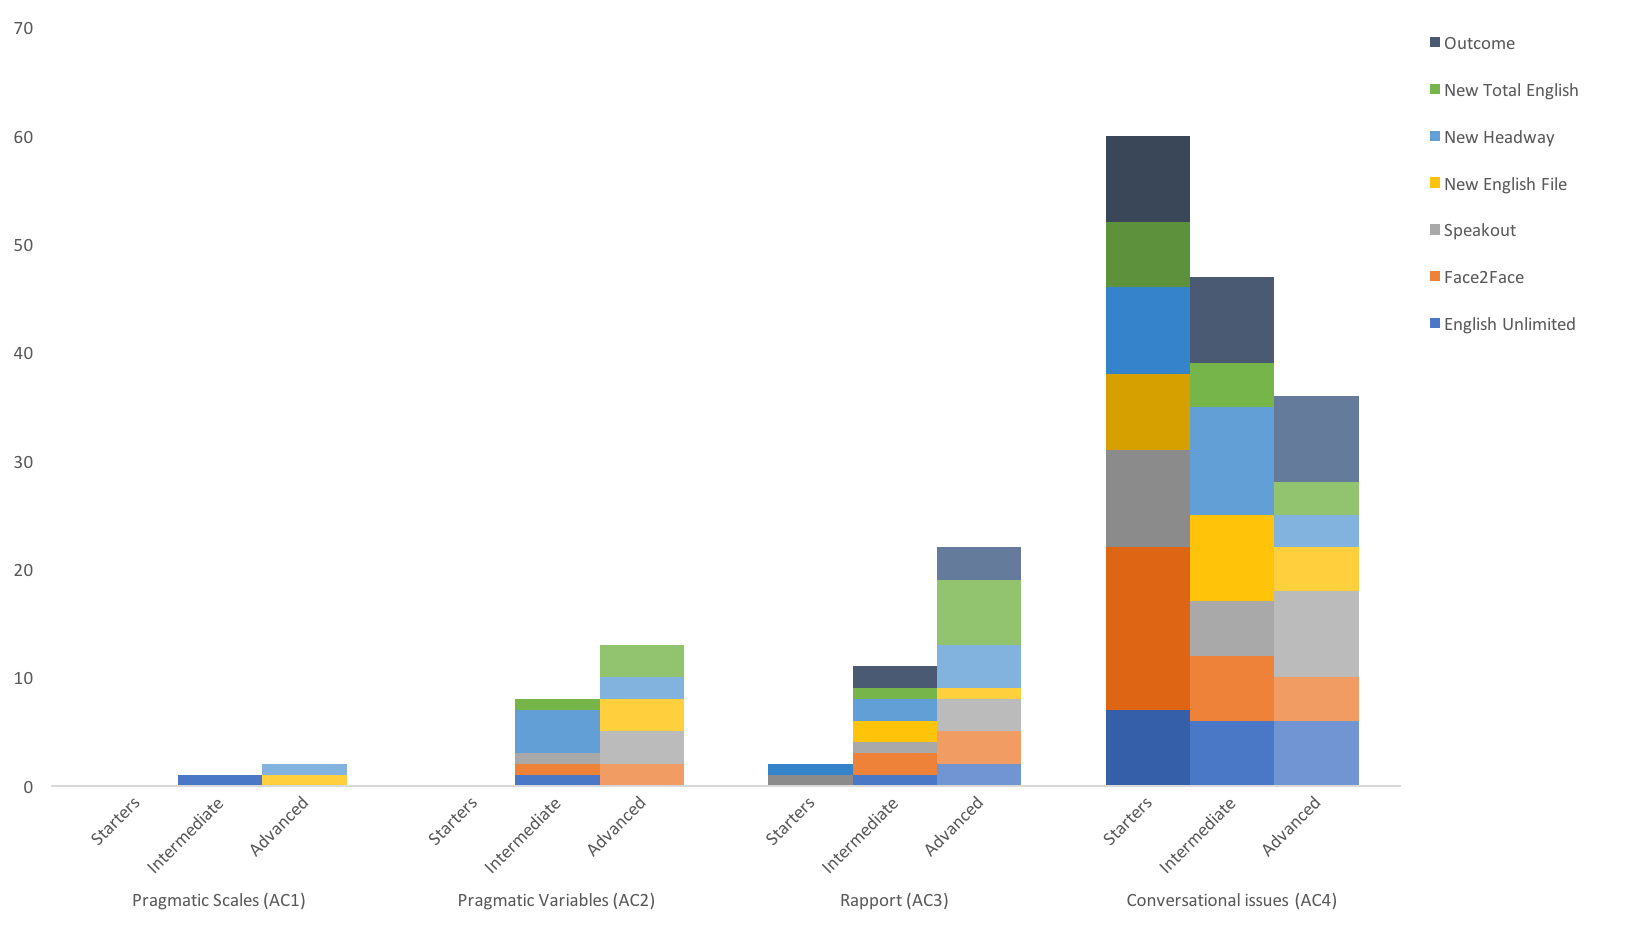 70
60
50
40
30
20
10
0
Outcome
New Total English
New Headway
New English File
Speakout
Face2Face
English Unlimited
Starters
Intermediate
Advanced
Starters
Intermediate
Advanced
Starters
Intermediate
Advanced
Starters
Intermediate
Advanced
Pragmatic Scales (AC1)
Pragmatic Variables (AC2)
Rapport (AC3)
Conversational issues (AC4)